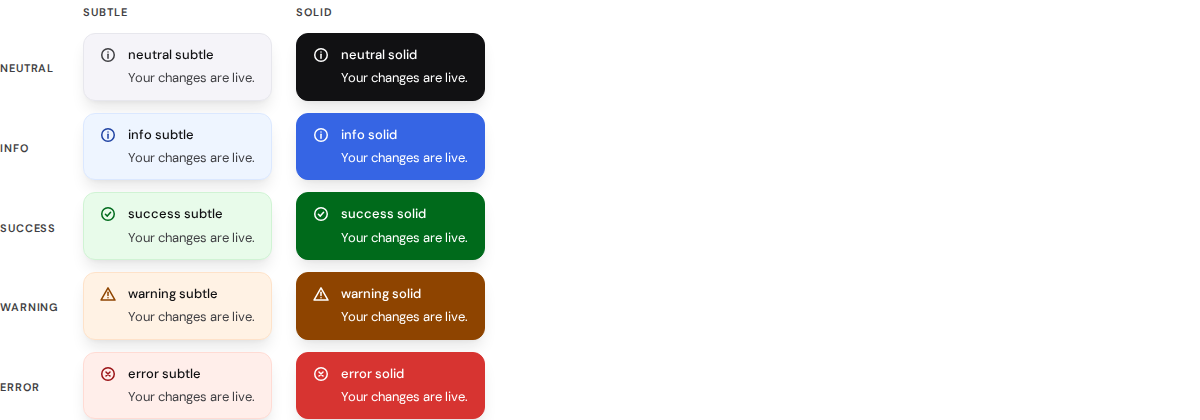 SUBTLE SOLID
NEUTRAL
neutral subtle
Your changes are live.
neutral solid
Your changes are live.
INFO
info subtle
Your changes are live.
info solid
Your changes are live.
SUCCESS
success subtle
Your changes are live.
success solid
Your changes are live.
WARNING
warning subtle
Your changes are live.
warning solid
Your changes are live.
ERROR
error subtle
Your changes are live.
error solid
Your changes are live.